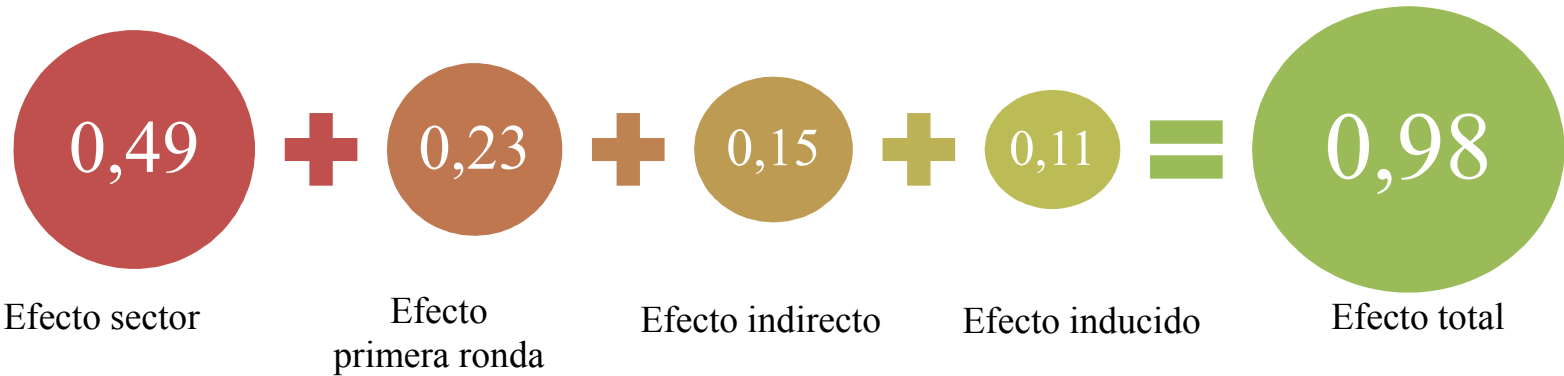 0,49
0,23
0,15
0,11
0,98
Efecto sector
Efecto
primera ronda
Efecto indirecto
Efecto inducido
Efecto total